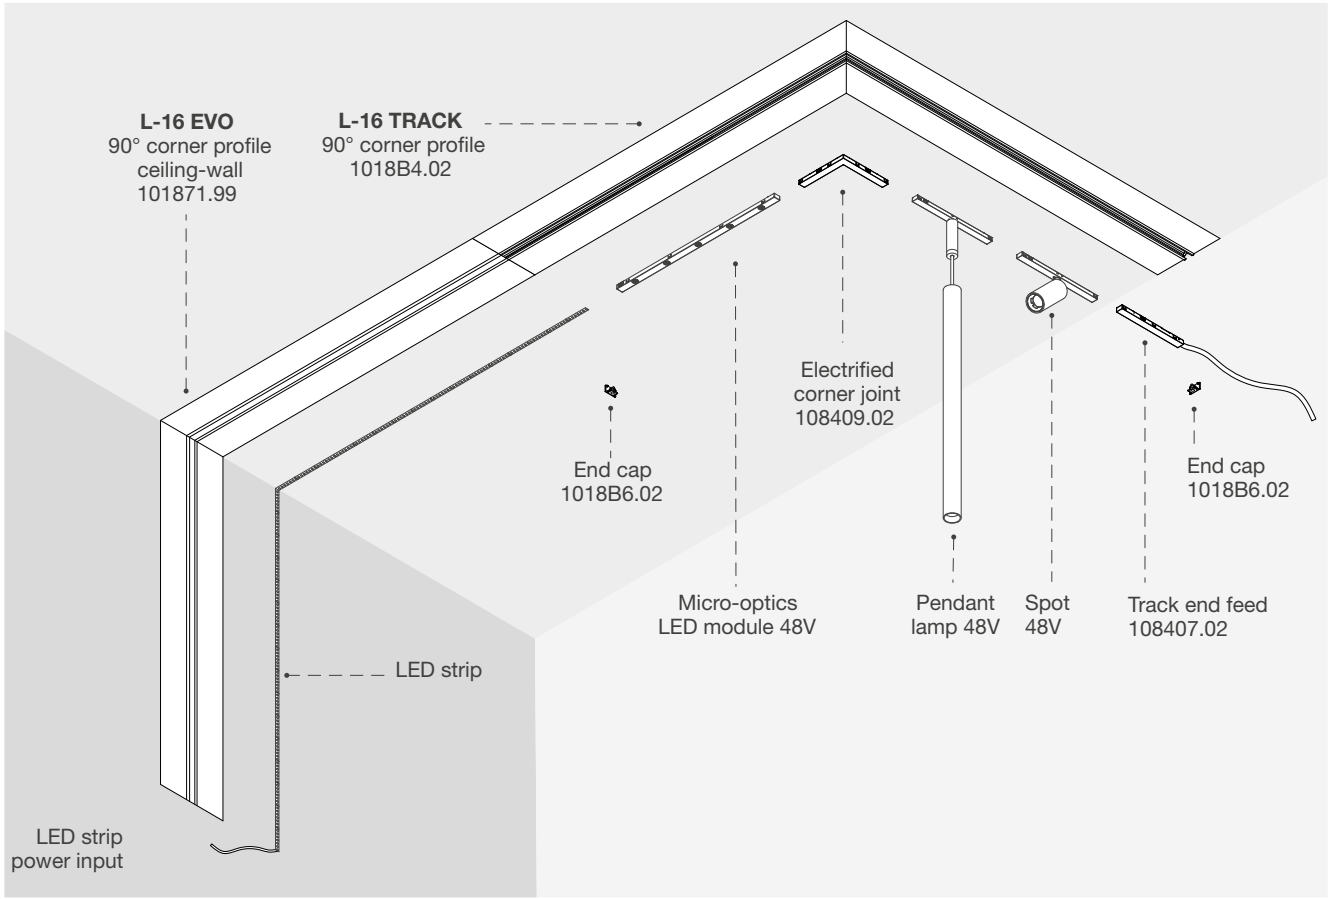 L-16 EVO
90° corner profile
ceiling-wall
101871.99
L-16 TRACK
90° corner profile
1018B4.02
Electrified
corner joint
108409.02
End cap
1018B6.02
End cap
1018B6.02
Micro-optics
LED module 48V
Pendant
lamp 48V
Spot
48V
Track end feed
108407.02
LED strip
LED strip
power input